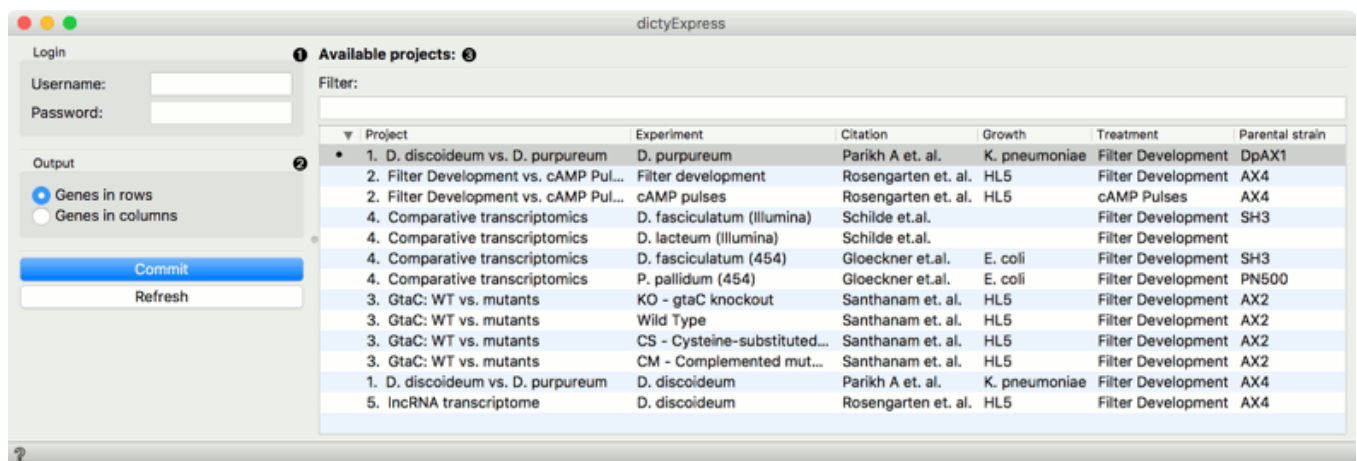 dictyExpress
Login ❶
Username:
Password:
Output ❷
Genes in rows
Genes in columns
Commit
Refresh
Available projects: ❸
Filter:
▼ Project Experiment Citation Growth Treatment Parental strain
• 1. D. discoideum vs. D. purpureum D. purpureum Parikh A et. al. K. pneumoniae Filter Development DpAX1
2. Filter Development vs. cAMP Pul... Filter development Rosengarten et. al. HL5 Filter Development AX4
2. Filter Development vs. cAMP Pul... cAMP pulses Rosengarten et. al. HL5 cAMP Pulses AX4
4. Comparative transcriptomics D. fasciculatum (Illumina) Schilde et.al. Filter Development SH3
4. Comparative transcriptomics D. lacteum (Illumina) Schilde et.al. Filter Development
4. Comparative transcriptomics D. fasciculatum (454) Gloeckner et.al. E. coli Filter Development SH3
4. Comparative transcriptomics P. pallidum (454) Gloeckner et.al. E. coli Filter Development PN500
3. GtaC: WT vs. mutants KO - gtaC knockout Santhanam et. al. HL5 Filter Development AX2
3. GtaC: WT vs. mutants Wild Type Santhanam et. al. HL5 Filter Development AX2
3. GtaC: WT vs. mutants CS - Cysteine-substituted... Santhanam et. al. HL5 Filter Development AX2
3. GtaC: WT vs. mutants CM - Complemented mut... Santhanam et. al. HL5 Filter Development AX2
1. D. discoideum vs. D. purpureum D. discoideum Parikh A et. al. K. pneumoniae Filter Development AX4
5. lncRNA transcriptome D. discoideum Rosengarten et. al. HL5 Filter Development AX4
?